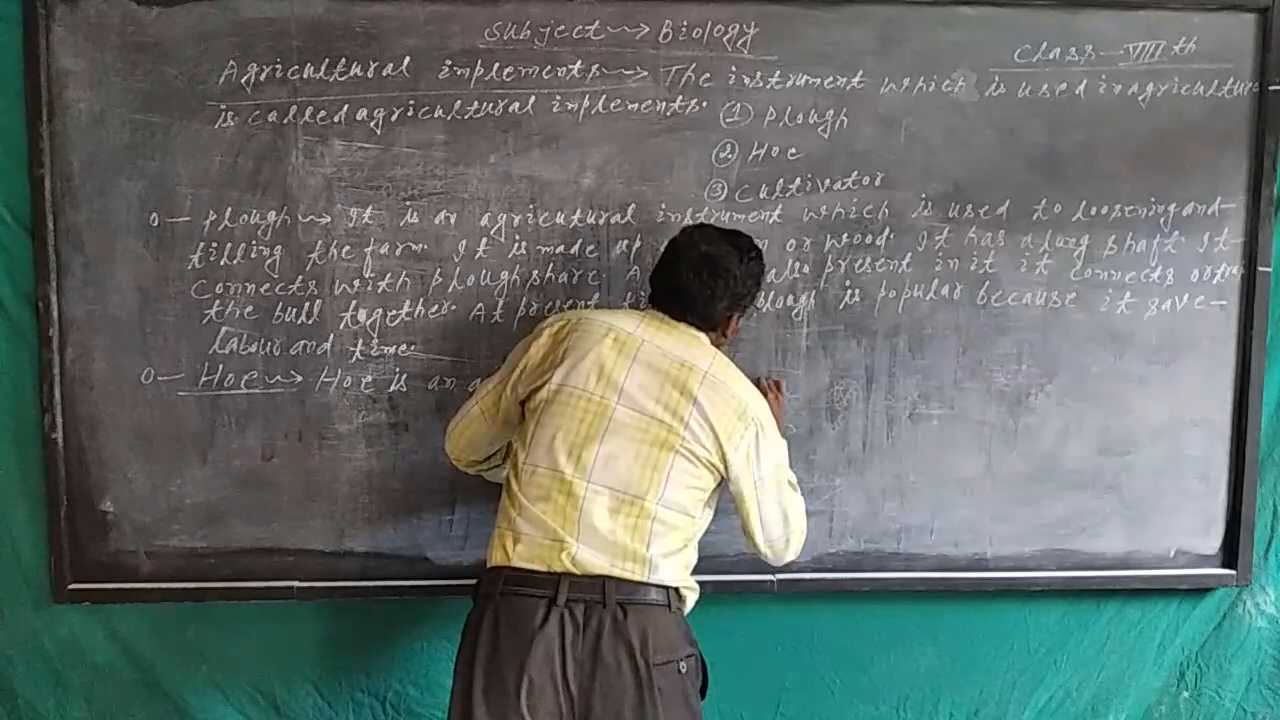 Subject → Biology
Class - VIII th
Agricultural implements → The instrument which is used in agriculture
is called agricultural implements.
① Plough
② Hoe
③ Cultivator
o- Plough → It is an agricutural instrument which is used to loosening and
tilling the farm. It is made up or wood. It has a long shaft. It
connects with ploughshare A also present in it it connects or
the bull together. At present plough is popular because it save-
labour and time.
o- Hoe → Hoe is an